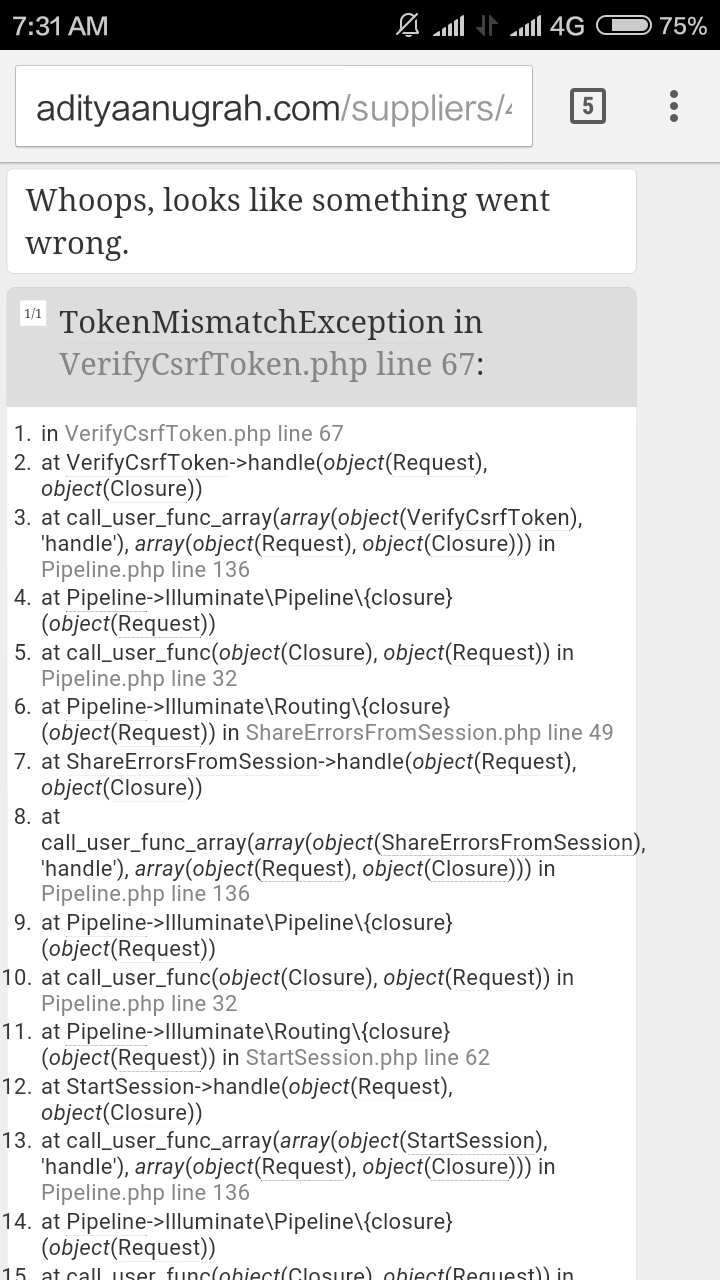 7:31 AM 4G 75%
adityaanugrah.com/suppliers/
5
Whoops, looks like something went
wrong.
1/1
TokenMismatchException in
VerifyCsrfToken.php line 67:
1. in VerifyCsrfToken.php line 67
2. at VerifyCsrfToken->handle(object(Request),
object(Closure))
3. at call_user_func_array(array(object(VerifyCsrfToken),
'handle'), array(object(Request), object(Closure))) in
Pipeline.php line 136
4. at Pipeline->Illuminate\Pipeline\{closure}
(object(Request))
5. at call_user_func(object(Closure), object(Request)) in
Pipeline.php line 32
6. at Pipeline->Illuminate\Routing\{closure}
(object(Request)) in ShareErrorsFromSession.php line 49
7. at ShareErrorsFromSession->handle(object(Request),
object(Closure))
8. at
call_user_func_array(array(object(ShareErrorsFromSession),
'handle'), array(object(Request), object(Closure))) in
Pipeline.php line 136
9. at Pipeline->Illuminate\Pipeline\{closure}
(object(Request))
10. at call_user_func(object(Closure), object(Request)) in
Pipeline.php line 32
11. at Pipeline->Illuminate\Routing\{closure}
(object(Request)) in StartSession.php line 62
12. at StartSession->handle(object(Request),
object(Closure))
13. at call_user_func_array(array(object(StartSession),
'handle'), array(object(Request), object(Closure))) in
Pipeline.php line 136
14. at Pipeline->Illuminate\Pipeline\{closure}
(object(Request))
15. at call_user_func(object(Closure), object(Request)) in